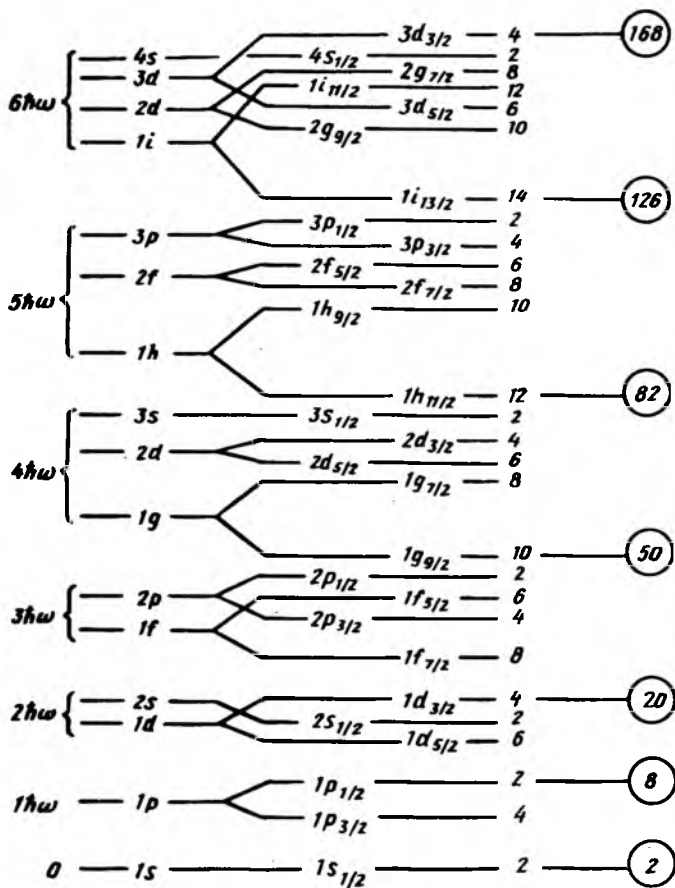 3d3/2 4 168
4s 4s1/2 2
3d 2g7/2 8
6ħω 1i11/2 12
2d 3d5/2 6
2g9/2 10
1i
1i13/2 14 126
3p1/2 2
3p 3p3/2 4
2f5/2 6
2f 2f7/2 8
5ħω 1h9/2 10
1h
1h11/2 12 82
3s 3s1/2 2
2d3/2 4
2d 2d5/2 6
4ħω 1g7/2 8
1g
1g9/2 10 50
2p1/2 2
2p 1f5/2 6
3ħω 2p3/2 4
1f
1f7/2 8
2s 1d3/2 4 20
2ħω 2s1/2 2
1d 1d5/2 6
1p1/2 2 8
1ħω 1p
1p3/2 4
0 1s 1s1/2 2 2